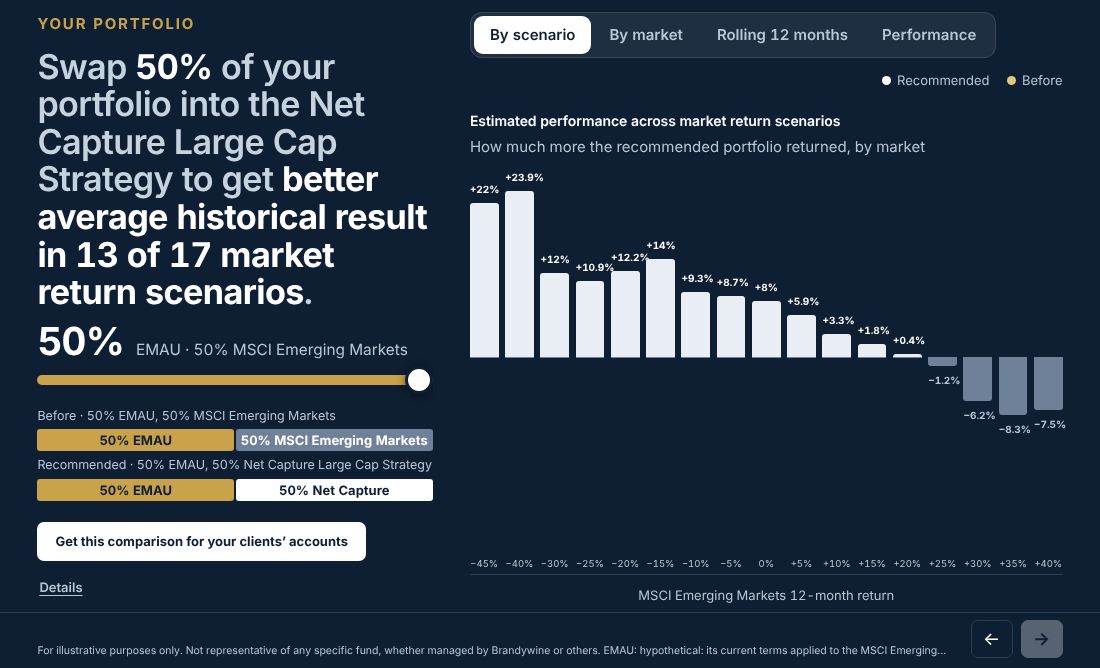 YOUR PORTFOLIO
Swap 50% of your
portfolio into the Net
Capture Large Cap
Strategy to get better
average historical result
in 13 of 17 market
return scenarios.
50% EMAU · 50% MSCI Emerging Markets
Before · 50% EMAU, 50% MSCI Emerging Markets
50% EMAU 50% MSCI Emerging Markets
Recommended · 50% EMAU, 50% Net Capture Large Cap Strategy
50% EMAU 50% Net Capture
Get this comparison for your clients’ accounts
Details
By scenario By market Rolling 12 months Performance
Recommended Before
Estimated performance across market return scenarios
How much more the recommended portfolio returned, by market
+22% +23.9% +12% +10.9% +12.2% +14% +9.3% +8.7% +8% +5.9% +3.3% +1.8% +0.4% −1.2% −6.2% −8.3% −7.5%
−45% −40% −30% −25% −20% −15% −10% −5% 0% +5% +10% +15% +20% +25% +30% +35% +40%
MSCI Emerging Markets 12-month return
For illustrative purposes only. Not representative of any specific fund, whether managed by Brandywine or others. EMAU: hypothetical: its current terms applied to the MSCI Emerging…